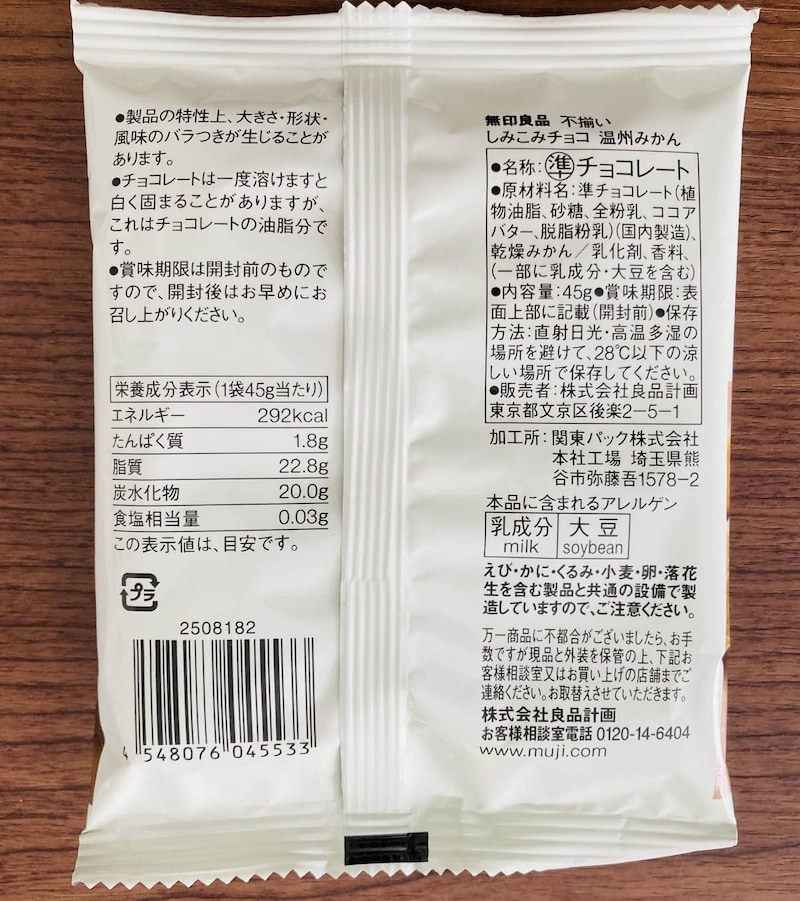 ●製品の特性上、大きさ・形状・
風味のバラつきが生じることが
あります。
●チョコレートは一度溶けますと
白く固まることがありますが、
これはチョコレートの油脂分で
す。
●賞味期限は開封前のもので
すので、開封後はお早めにお
召し上がりください。
栄養成分表示(1袋45g当たり)
エネルギー 292kcal
たんぱく質 1.8g
脂質 22.8g
炭水化物 20.0g
食塩相当量 0.03g
この表示値は、目安です。
プラ
2508182
4 548076 045533
無印良品 不揃い
しみこみチョコ 温州みかん
●名称:準チョコレート
●原材料名:準チョコレート(植
物油脂、砂糖、全粉乳、ココア
バター、脱脂粉乳)(国内製造)、
乾燥みかん/乳化剤、香料、
(一部に乳成分・大豆を含む)
●内容量:45g●賞味期限:表
面上部に記載(開封前)●保存
方法:直射日光・高温多湿の
場所を避けて、28℃以下の涼
しい場所で保存してください。
●販売者:株式会社良品計画
東京都文京区後楽2-5-1
加工所:関東パック株式会社
本社工場 埼玉県熊
谷市弥藤吾1578-2
本品に含まれるアレルゲン
乳成分 大豆
milk soybean
えび・かに・くるみ・小麦・卵・落花
生を含む製品と共通の設備で製
造していますので、ご注意ください。
万一商品に不都合がございましたら、お手
数ですが現品と外装を保管の上、下記お
客様相談室又はお買い上げの店舗までご
連絡ください。お取替えさせていただきます。
株式会社良品計画
お客様相談室電話 0120-14-6404
www.muji.com